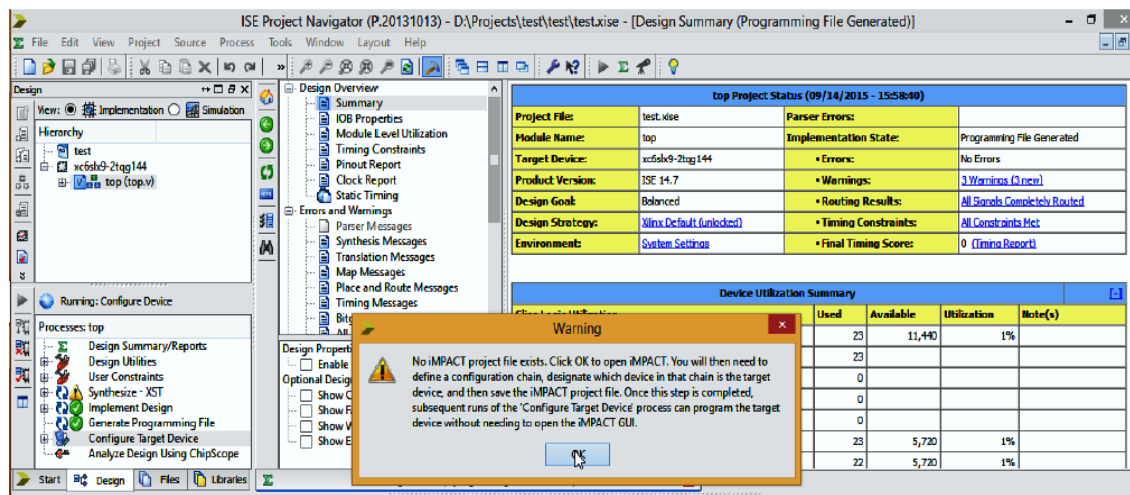 ISE Project Navigator (P.20131013) - D:\Projects\test\test\test.xise - [Design Summary (Programming File Generated)]
File Edit View Project Source Process Tools Window Layout Help
Design
View: Implementation Simulation
Hierarchy
test
xc6slx9-2tqg144
top (top.v)
Running: Configure Device
Processes: top
Design Summary/Reports
Design Utilities
User Constraints
Synthesize - XST
Implement Design
Generate Programming File
Configure Target Device
Analyze Design Using ChipScope
Start Design Files Libraries
Design Overview
Summary
IOB Properties
Module Level Utilization
Timing Constraints
Pinout Report
Clock Report
Static Timing
Errors and Warnings
Parser Messages
Synthesis Messages
Translation Messages
Map Messages
Place and Route Messages
Timing Messages
Bitg
All
Design Properti
Enable
Optional Desig
Show C
Show F
Show W
Show E
top Project Status (09/14/2015 - 15:58:40)
Project File: test.xise Parser Errors:
Module Name: top Implementation State: Programming File Generated
Target Device: xc6slx9-2tqg144 • Errors: No Errors
Product Version: ISE 14.7 • Warnings: 3 Warnings (3 new)
Design Goal: Balanced • Routing Results: All Signals Completely Routed
Design Strategy: Xilinx Default (unlocked) • Timing Constraints: All Constraints Met
Environment: System Settings • Final Timing Score: 0 (Timing Report)
Device Utilization Summary [-]
Used Available Utilization Note(s)
23 11,440 1%
23
0
0
0
23 5,720 1%
22 5,720 1%
Warning
No iMPACT project file exists. Click OK to open iMPACT. You will then need to
define a configuration chain, designate which device in that chain is the target
device, and then save the iMPACT project file. Once this step is completed,
subsequent runs of the 'Configure Target Device' process can program the target
device without needing to open the iMPACT GUI.
OK